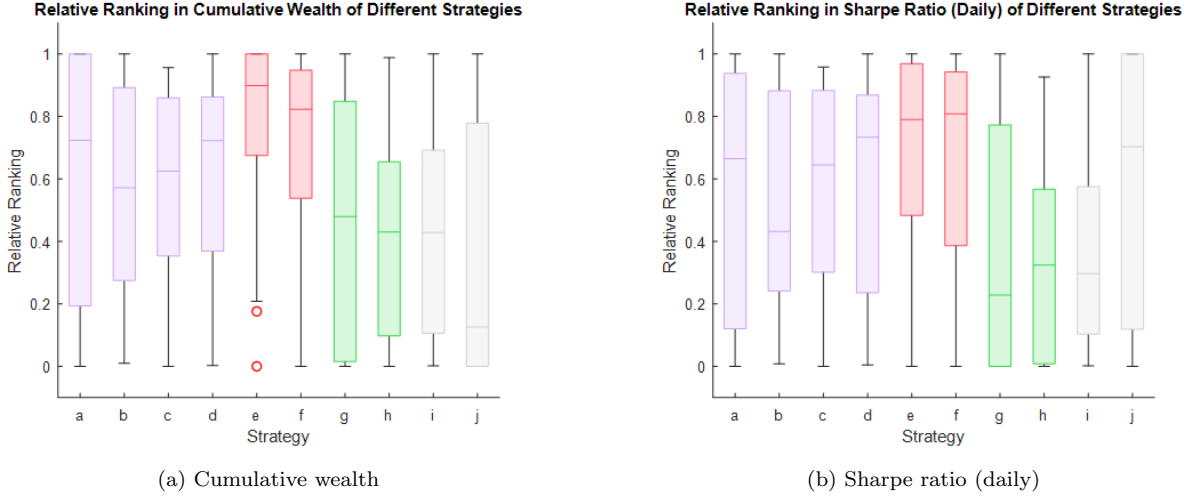 Relative Ranking in Cumulative Wealth of Different Strategies
1
0.8
0.6
0.4
0.2
0
Relative Ranking
a b c d e f g h i j
Strategy
(a) Cumulative wealth
Relative Ranking in Sharpe Ratio (Daily) of Different Strategies
1
0.8
0.6
0.4
0.2
0
Relative Ranking
a b c d e f g h i j
Strategy
(b) Sharpe ratio (daily)